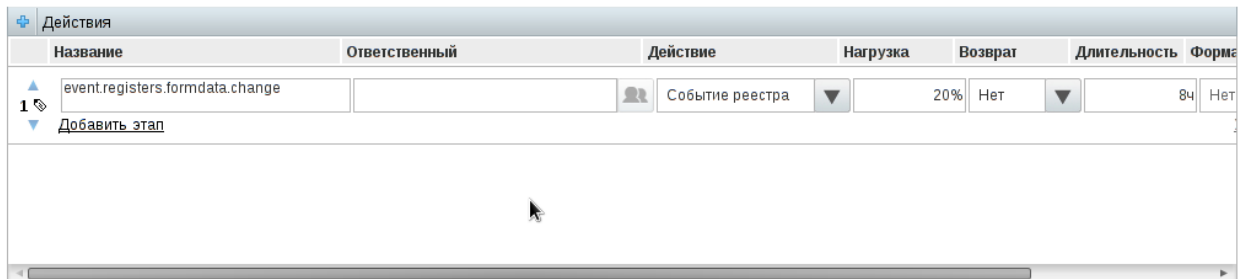 Действия
Название Ответственный Действие Нагрузка Возврат Длительность Форма
1 event.registers.formdata.change Событие реестра 20% Нет 8ч Нет
Добавить этап